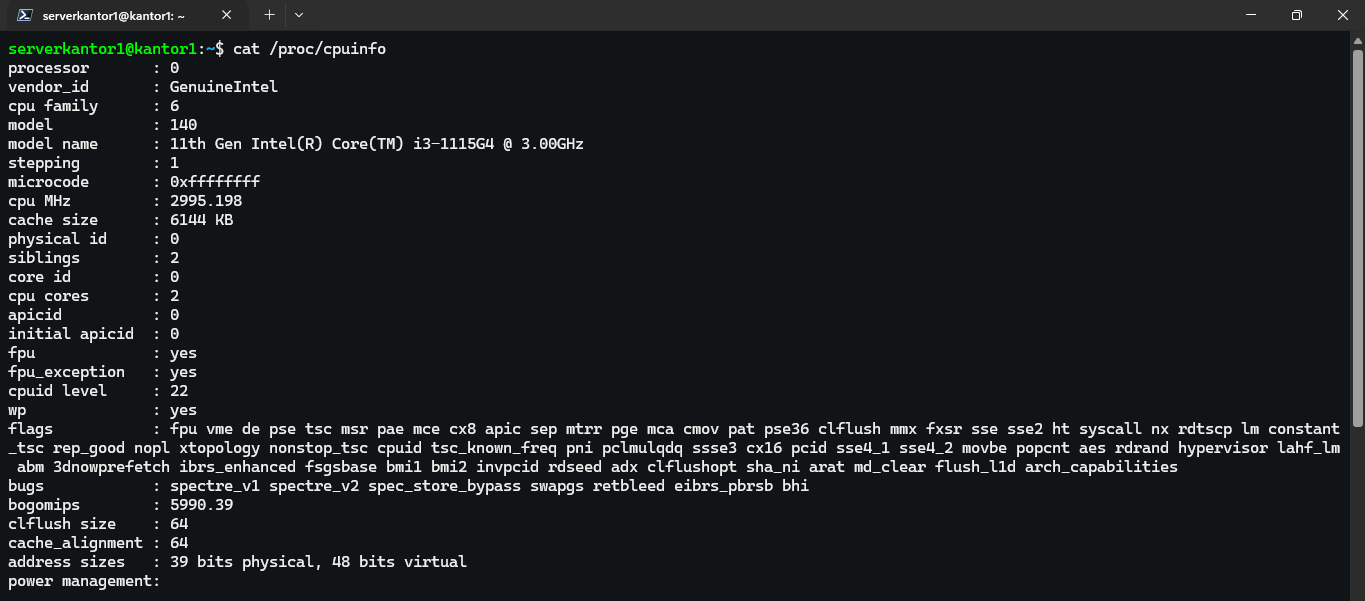 serverkantor1@kantor1: ~
serverkantor1@kantor1:~$ cat /proc/cpuinfo
processor       : 0
vendor_id       : GenuineIntel
cpu family      : 6
model           : 140
model name      : 11th Gen Intel(R) Core(TM) i3-1115G4 @ 3.00GHz
stepping        : 1
microcode       : 0xffffffff
cpu MHz         : 2995.198
cache size      : 6144 KB
physical id     : 0
siblings        : 2
core id         : 0
cpu cores       : 2
apicid          : 0
initial apicid  : 0
fpu             : yes
fpu_exception   : yes
cpuid level     : 22
wp              : yes
flags           : fpu vme de pse tsc msr pae mce cx8 apic sep mtrr pge mca cmov pat pse36 clflush mmx fxsr sse sse2 ht syscall nx rdtscp lm constant
_tsc rep_good nopl xtopology nonstop_tsc cpuid tsc_known_freq pni pclmulqdq ssse3 cx16 pcid sse4_1 sse4_2 movbe popcnt aes rdrand hypervisor lahf_lm
 abm 3dnowprefetch ibrs_enhanced fsgsbase bmi1 bmi2 invpcid rdseed adx clflushopt sha_ni arat md_clear flush_l1d arch_capabilities
bugs            : spectre_v1 spectre_v2 spec_store_bypass swapgs retbleed eibrs_pbrsb bhi
bogomips        : 5990.39
clflush size    : 64
cache_alignment : 64
address sizes   : 39 bits physical, 48 bits virtual
power management: